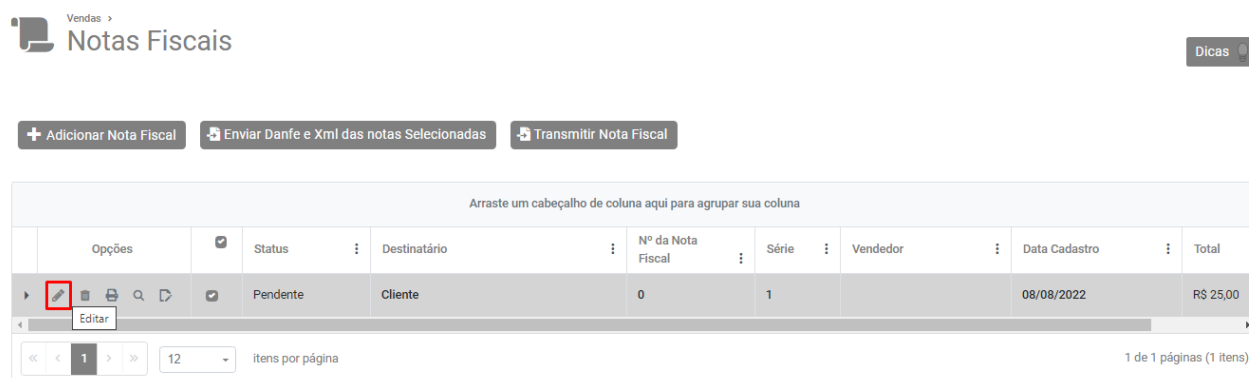 Vendas >
Notas Fiscais
Dicas
Adicionar Nota Fiscal
Enviar Danfe e Xml das notas Selecionadas
Transmitir Nota Fiscal
Arraste um cabeçalho de coluna aqui para agrupar sua coluna
Opções
Status
Destinatário
Nº da Nota
Fiscal
Série
Vendedor
Data Cadastro
Total
Pendente
Cliente
0
1
08/08/2022
R$ 25,00
Editar
« < 1 > »
12
itens por página
1 de 1 páginas (1 itens)